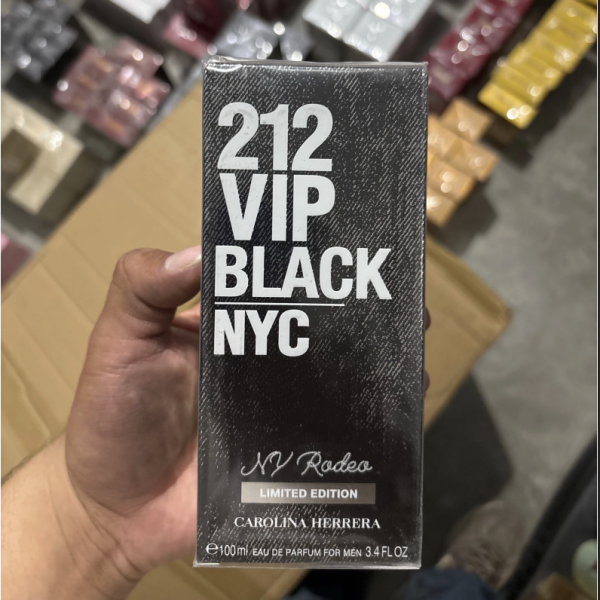 212
VIP
BLACK
NYC
NY Rodeo
LIMITED EDITION
CAROLINA HERRERA
℮100ml EAU DE PARFUM FOR MEN 3.4 FL OZ